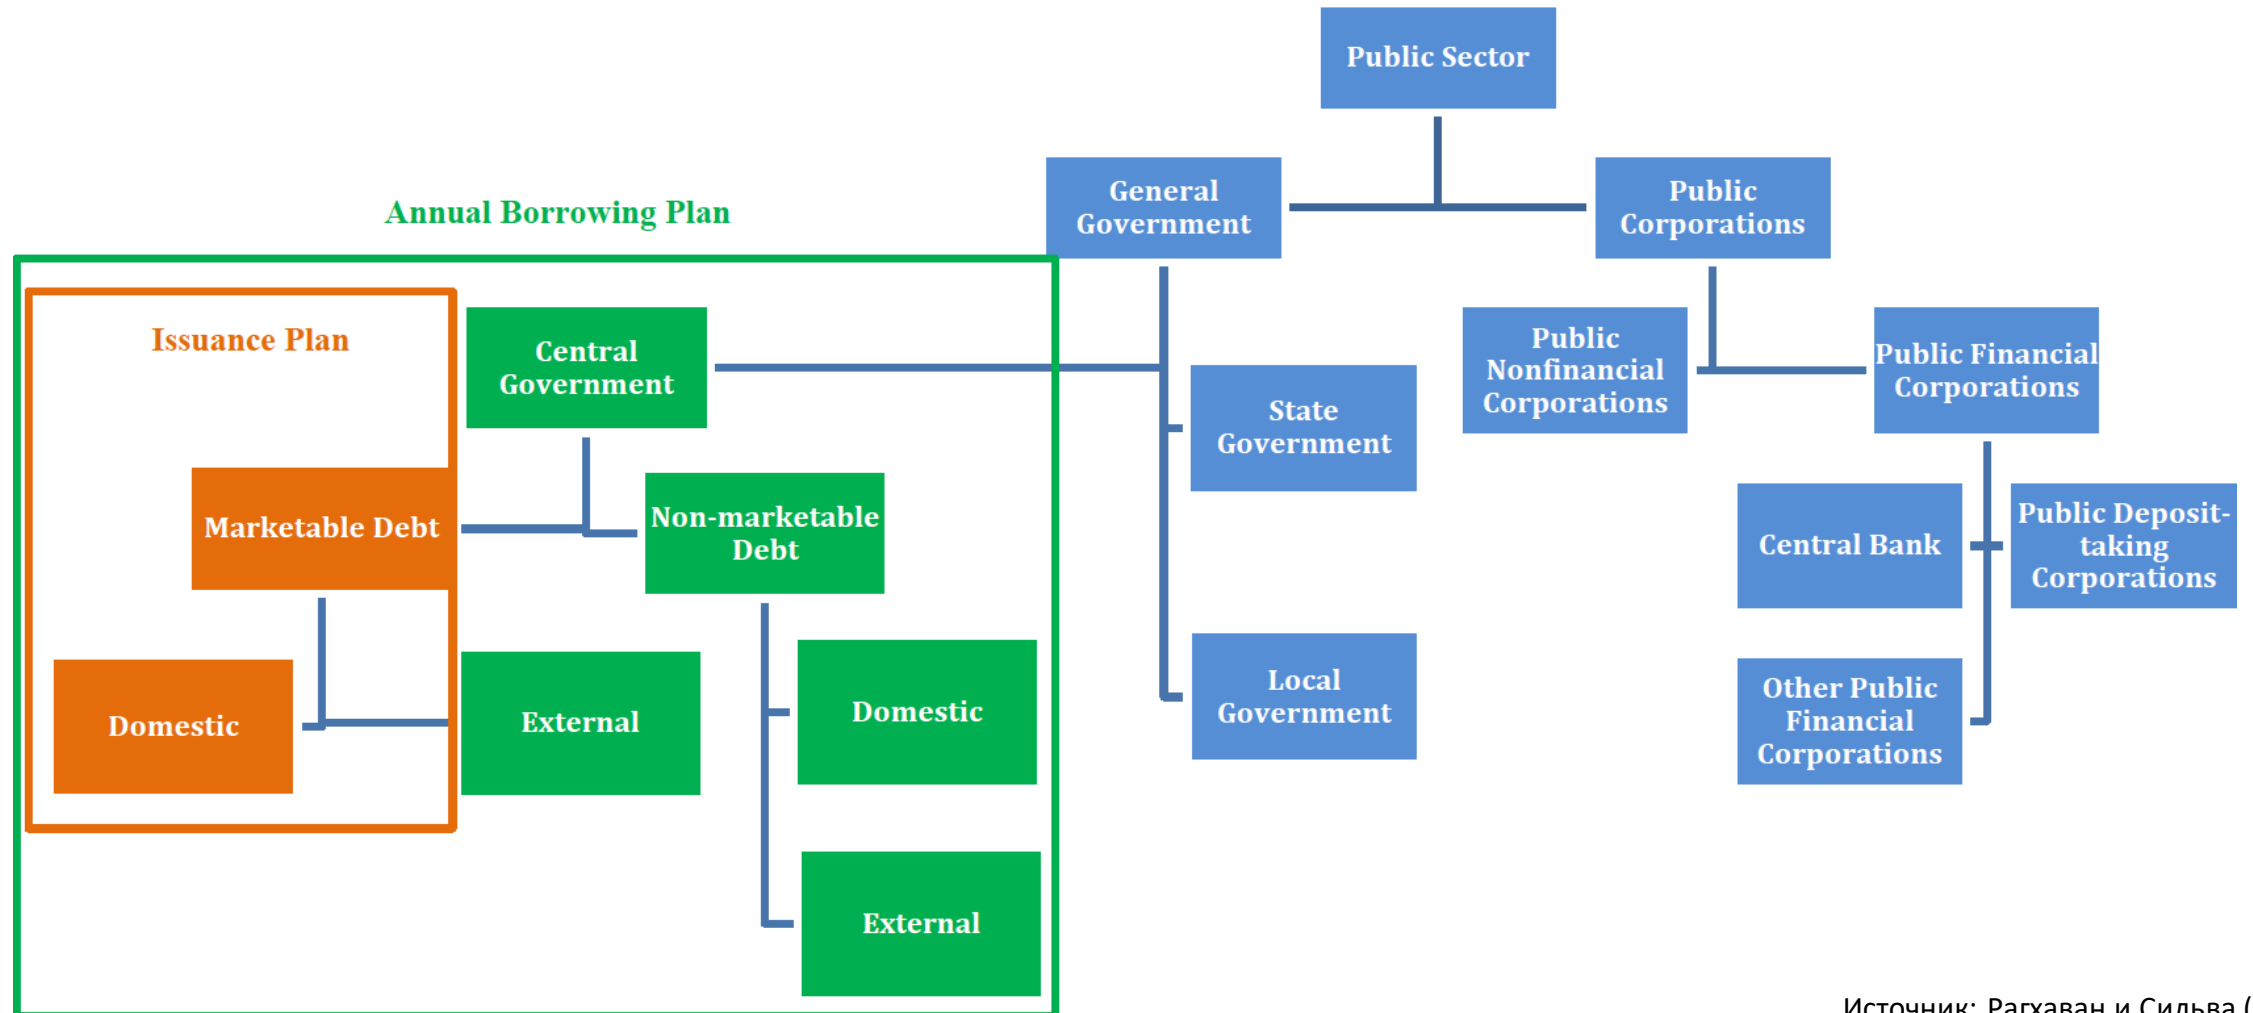 Public Sector
General
Government
Public
Corporations
Annual Borrowing Plan
Issuance Plan
Central
Government
Public
Nonfinancial
Corporations
Public Financial
Corporations
State
Government
Marketable Debt
Non-marketable
Debt
Central Bank
Public Deposit-
taking
Corporations
Domestic
External
Domestic
Local
Government
Other Public
Financial
Corporations
External
Источник: Рагхаван и Сильва (